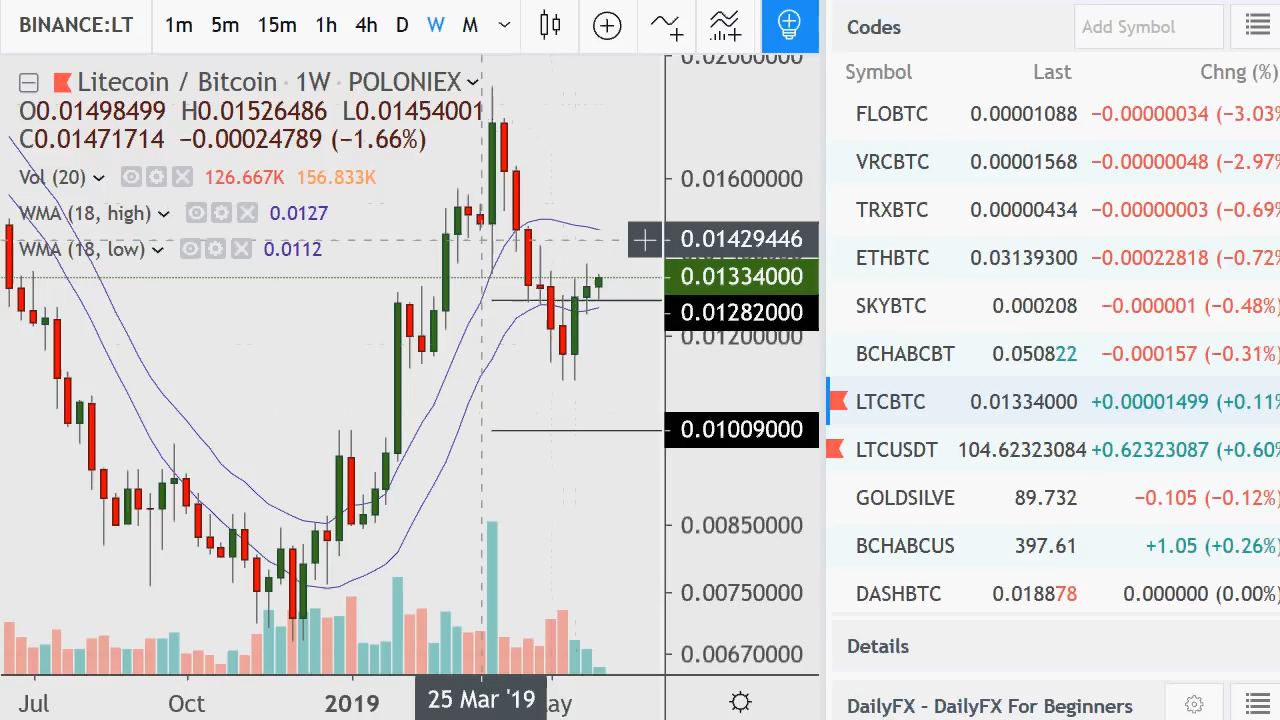 BINANCE:LT 1m 5m 15m 1h 4h D W M
Litecoin / Bitcoin · 1W · POLONIEX
O0.01498499 H0.01526486 L0.01454001
C0.01471714 −0.00024789 (−1.66%)
Vol (20) 126.667K 156.833K
WMA (18, high) 0.0127
WMA (18, low) 0.0112
0.02000000
0.01600000
0.01429446
0.01334000
0.01282000
0.01200000
0.01009000
0.00850000
0.00750000
0.00670000
Jul Oct 2019 25 Mar '19 ay
Codes Add Symbol
Symbol Last Chng (%)
FLOBTC 0.00001088 −0.00000034 (−3.03%
VRCBTC 0.00001568 −0.00000048 (−2.97%
TRXBTC 0.00000434 −0.00000003 (−0.69%
ETHBTC 0.03139300 −0.00022818 (−0.72%
SKYBTC 0.000208 −0.000001 (−0.48%)
BCHABCBT 0.050822 −0.000157 (−0.31%)
LTCBTC 0.01334000 +0.00001499 (+0.11%
LTCUSDT 104.62323084 +0.62323087 (+0.60%
GOLDSILVE 89.732 −0.105 (−0.12%)
BCHABCUS 397.61 +1.05 (+0.26%)
DASHBTC 0.018878 0.000000 (0.00%)
Details
DailyFX - DailyFX For Beginners